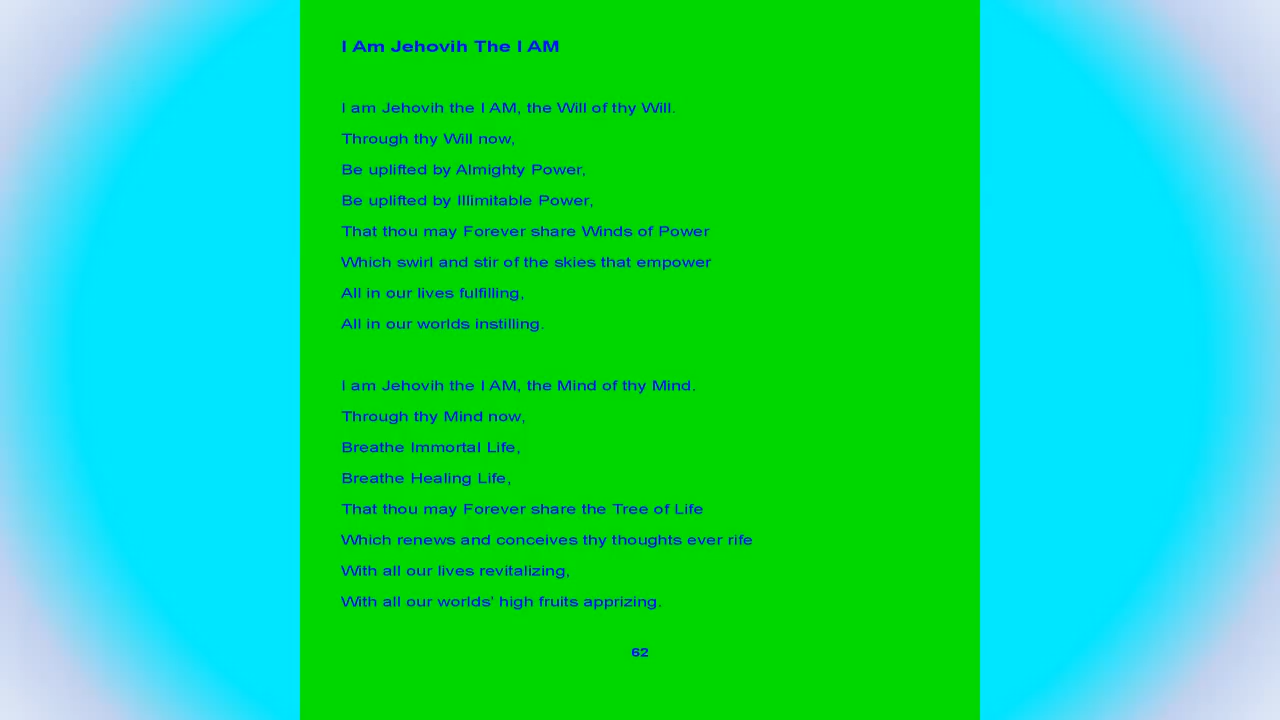 I Am Jehovih The I AM
I am Jehovih the I AM, the Will of thy Will.
Through thy Will now,
Be uplifted by Almighty Power,
Be uplifted by Illimitable Power,
That thou may Forever share Winds of Power
Which swirl and stir of the skies that empower
All in our lives fulfilling,
All in our worlds instilling.
I am Jehovih the I AM, the Mind of thy Mind.
Through thy Mind now,
Breathe Immortal Life,
Breathe Healing Life,
That thou may Forever share the Tree of Life
Which renews and conceives thy thoughts ever rife
With all our lives revitalizing,
With all our worlds' high fruits apprizing.
62